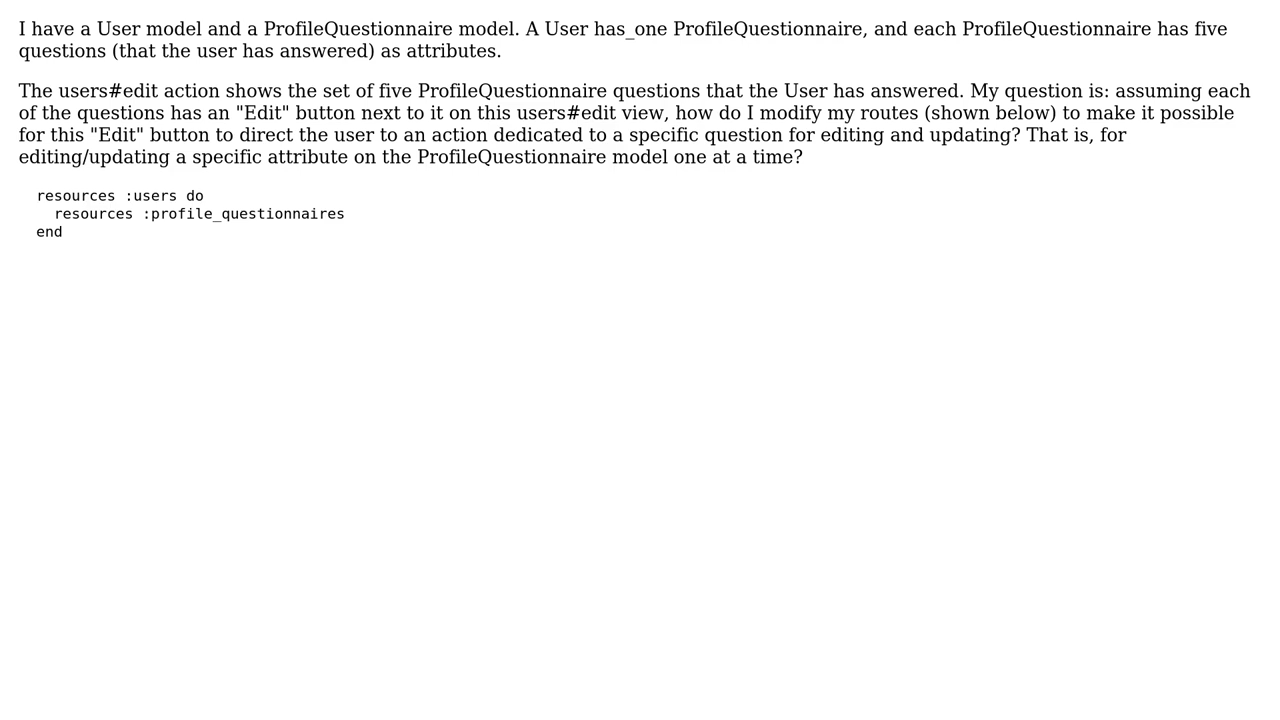 I have a User model and a ProfileQuestionnaire model. A User has_one ProfileQuestionnaire, and each ProfileQuestionnaire has five
questions (that the user has answered) as attributes.
The users#edit action shows the set of five ProfileQuestionnaire questions that the User has answered. My question is: assuming each
of the questions has an "Edit" button next to it on this users#edit view, how do I modify my routes (shown below) to make it possible
for this "Edit" button to direct the user to an action dedicated to a specific question for editing and updating? That is, for
editing/updating a specific attribute on the ProfileQuestionnaire model one at a time?
resources :users do
  resources :profile_questionnaires
end